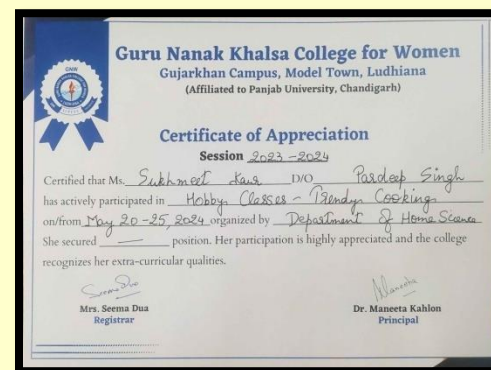 Guru Nanak Khalsa College for Women
Gujarkhan Campus, Model Town, Ludhiana
(Affiliated to Panjab University, Chandigarh)
Certificate of Appreciation
Session 2023-2024
Certified that Ms. Sukhmeet Kaur D/O Pardeep Singh
has actively participated in Hobby Classes - Trendy Cooking
on/from May 20-25, 2024 organized by Department of Home Science
She secured — position. Her participation is highly appreciated and the college
recognizes her extra-curricular qualities.
Mrs. Seema Dua
Registrar
Dr. Maneeta Kahlon
Principal